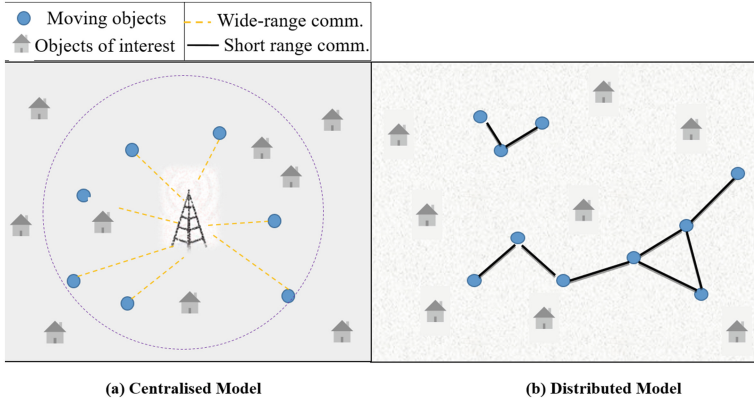 Moving objects
Wide-range comm.
Objects of interest
Short range comm.
(a) Centralised Model
(b) Distributed Model